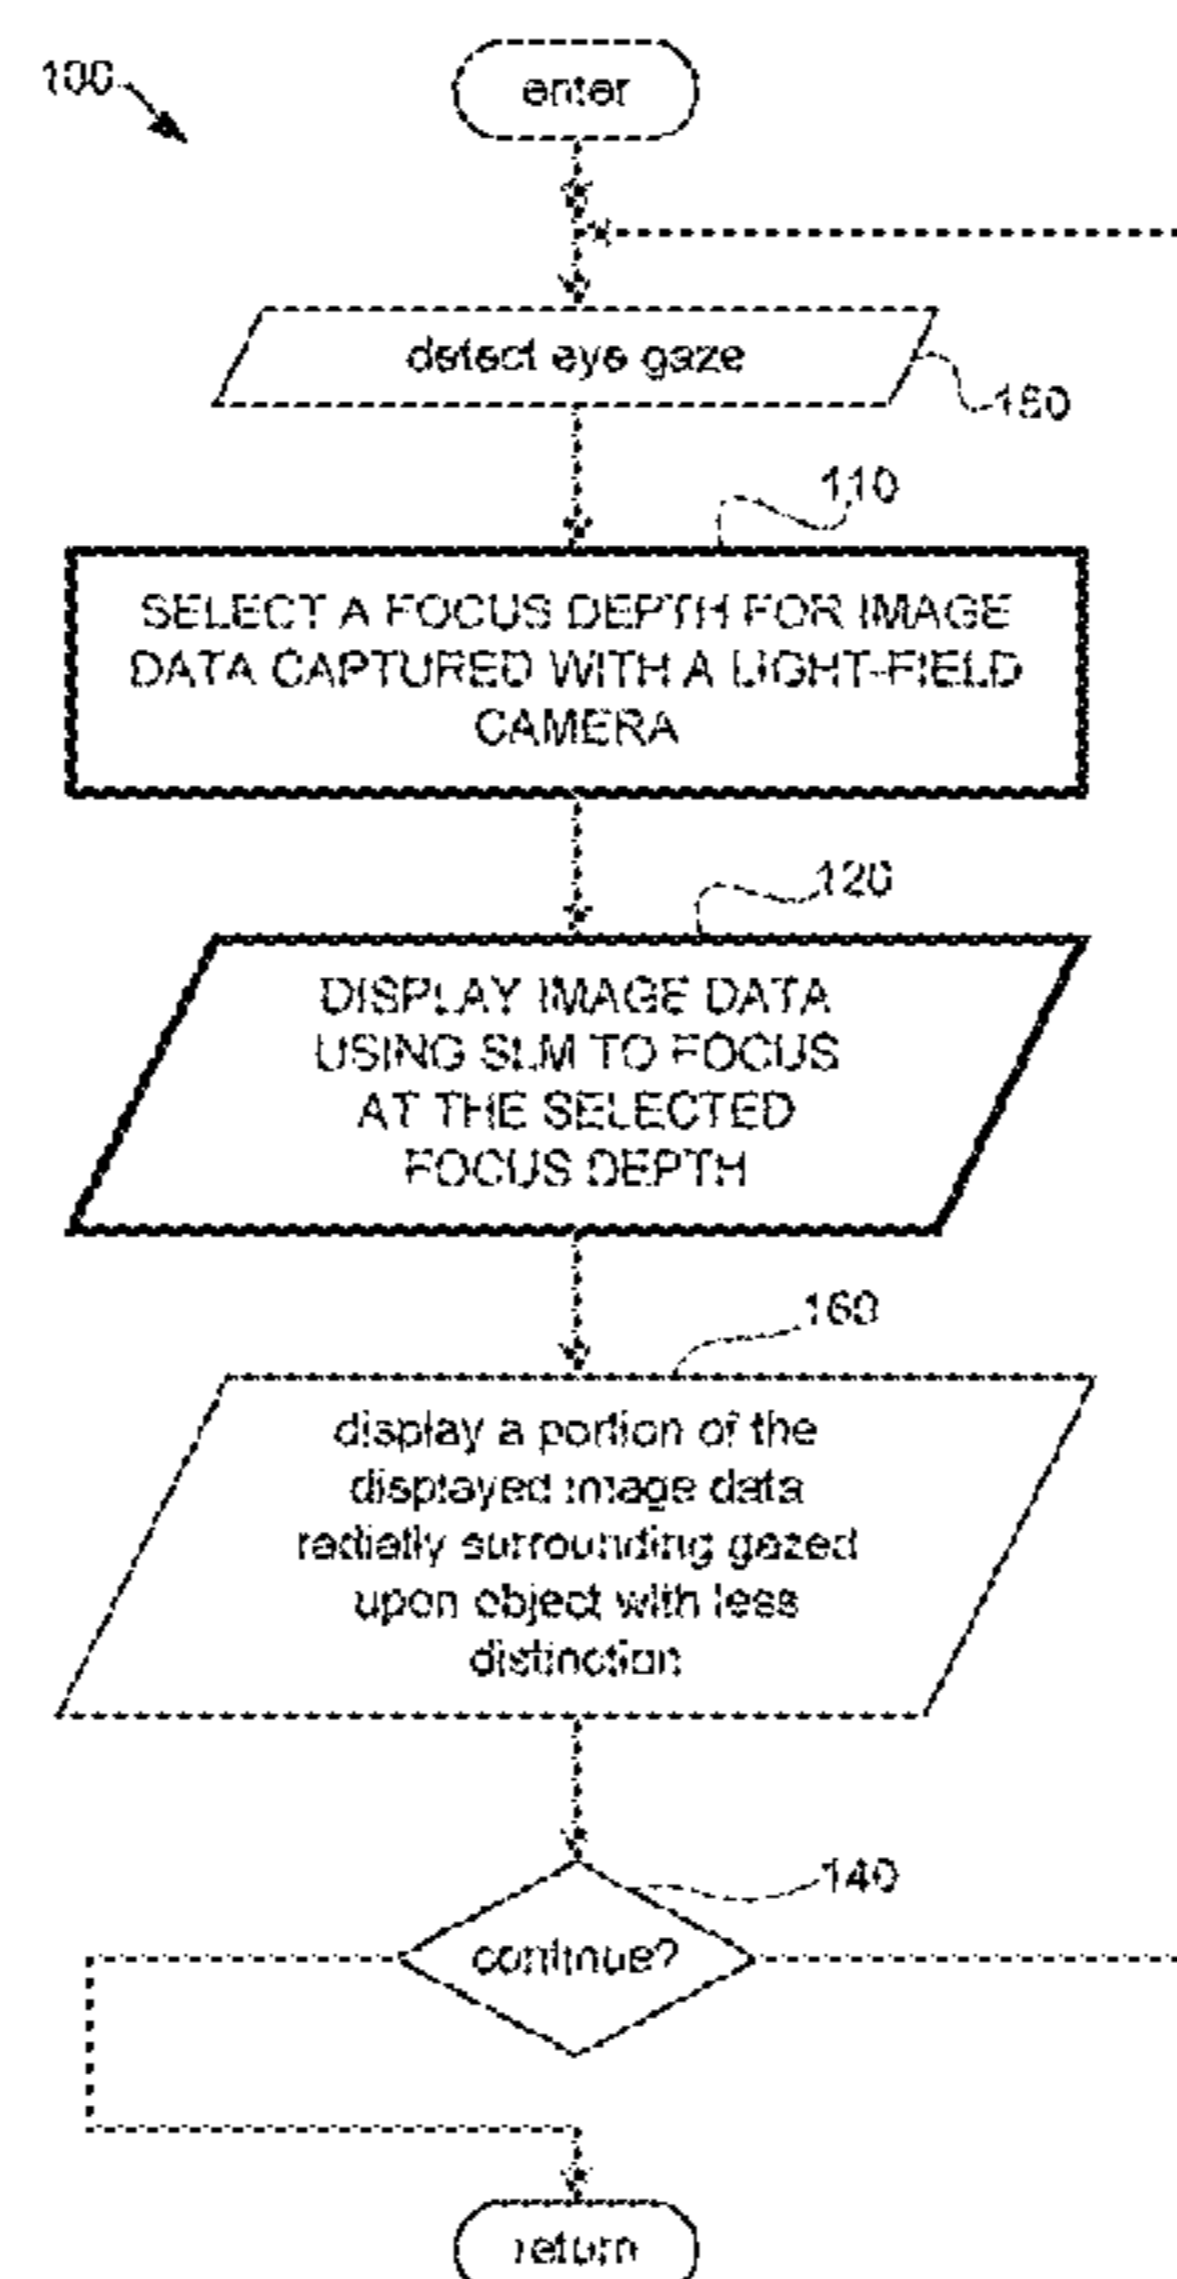 100
enter
detect eye gaze
150
110
SELECT A FOCUS DEPTH FOR IMAGE
DATA CAPTURED WITH A LIGHT-FIELD
CAMERA
120
DISPLAY IMAGE DATA
USING SLM TO FOCUS
AT THE SELECTED
FOCUS DEPTH
160
display a portion of the
displayed image data
radially surrounding gazed
upon object with less
distinction
140
continue?
return